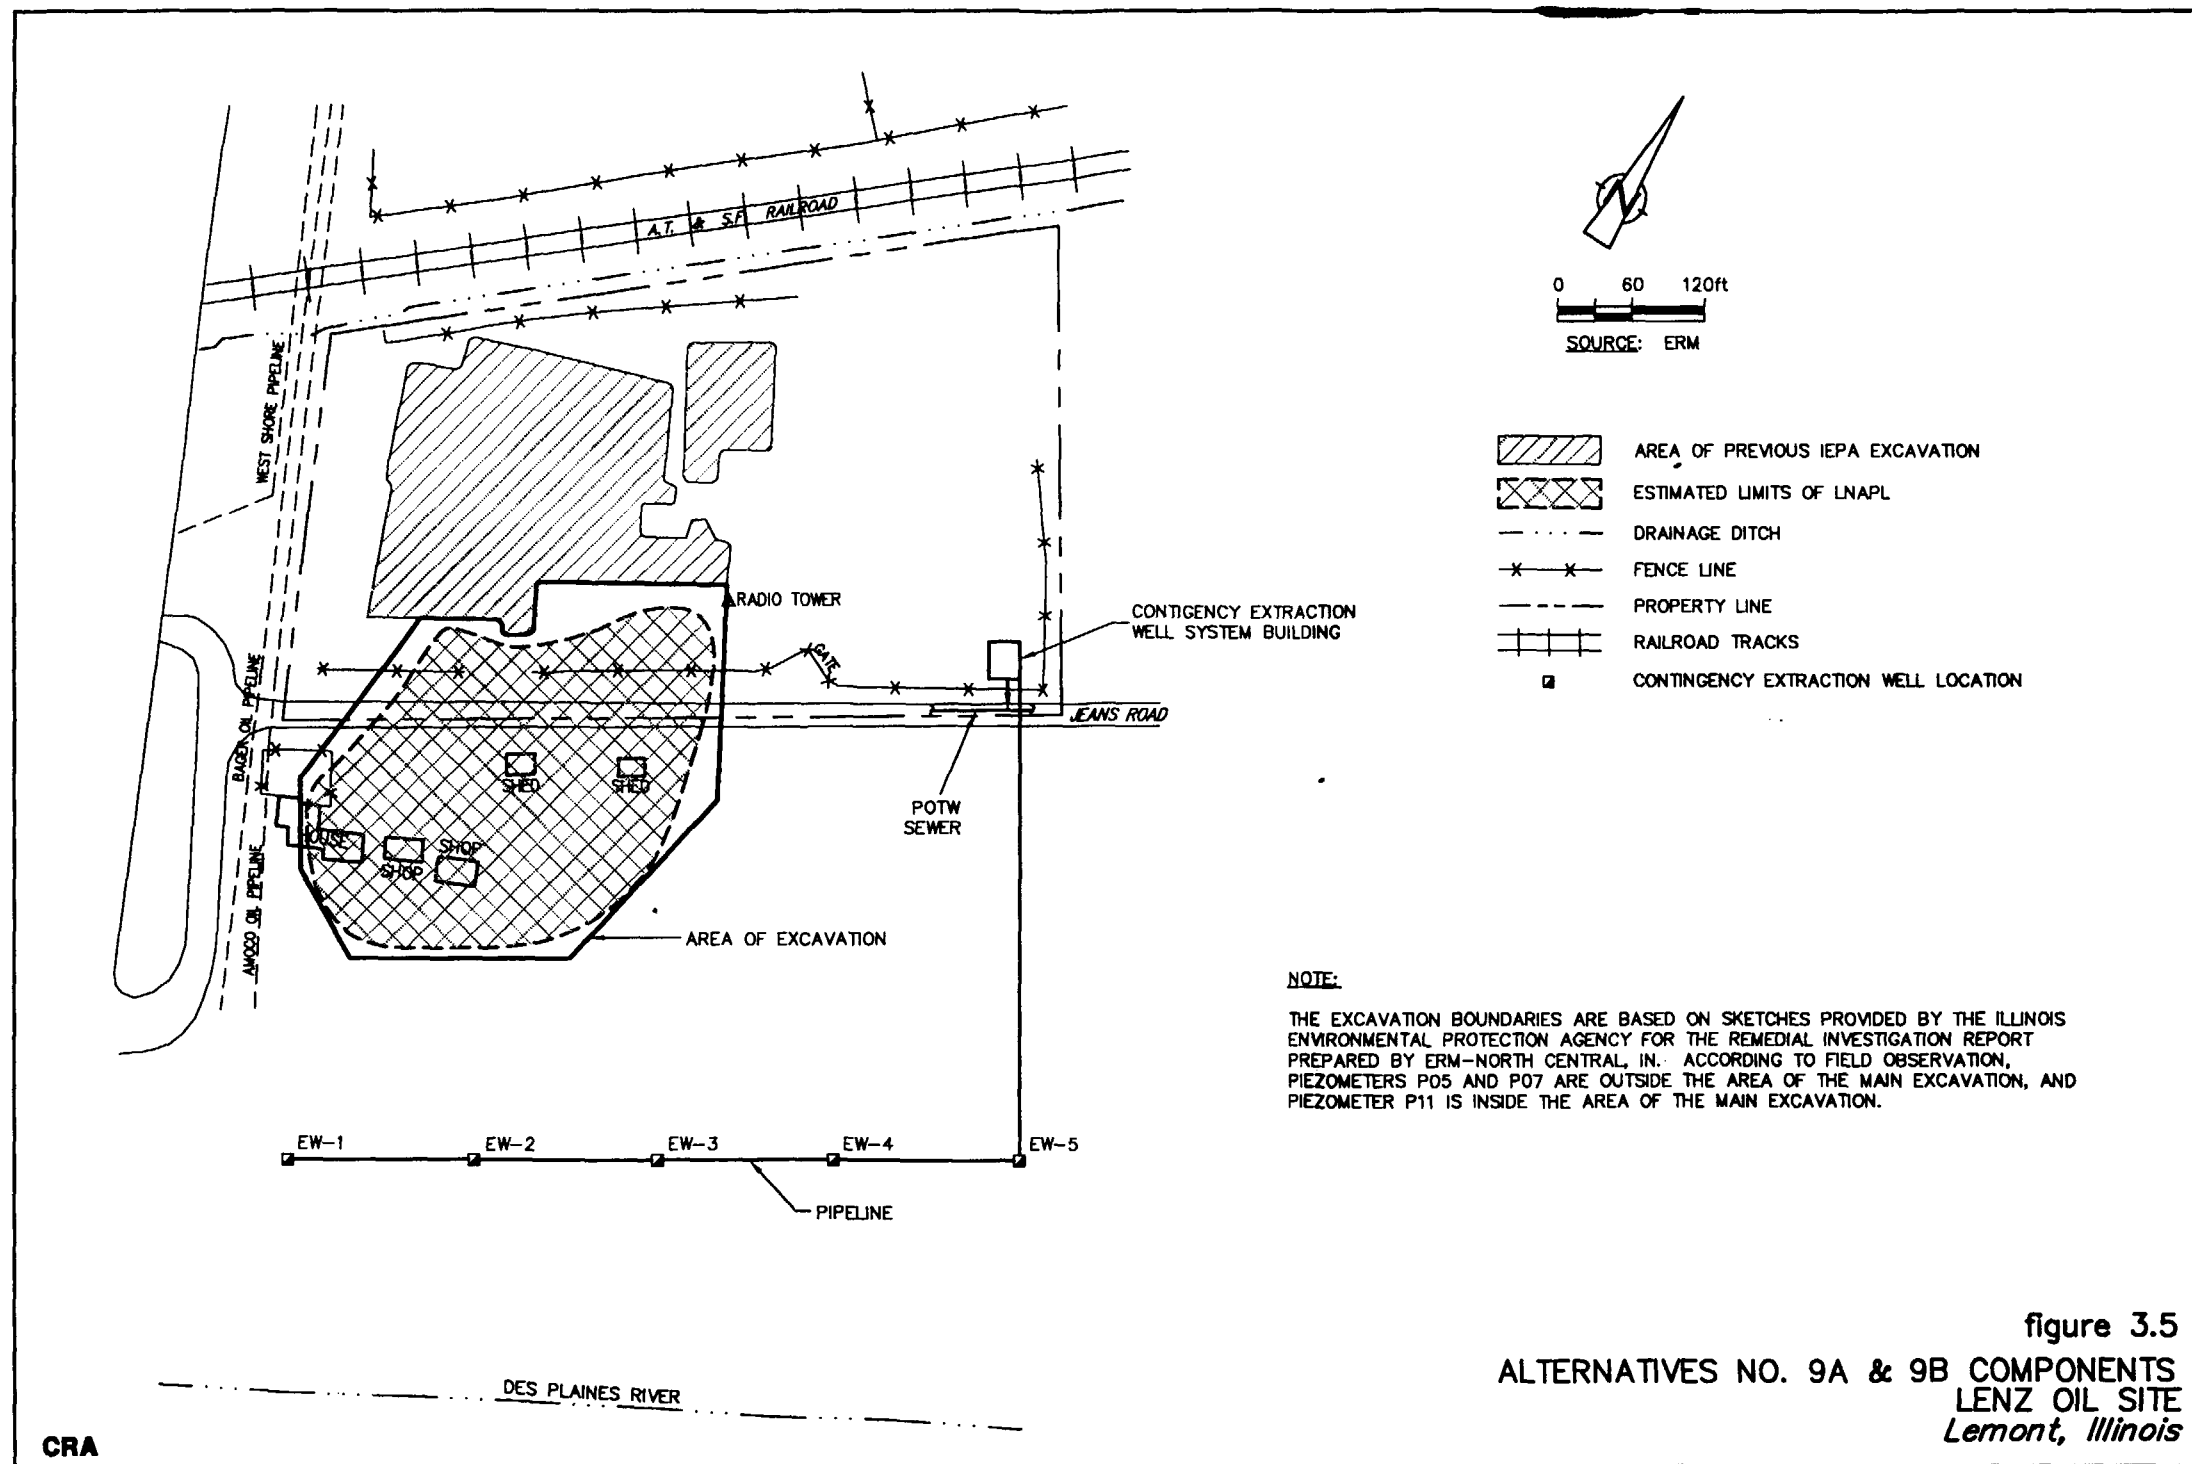 A.T. & S.F. RAILROAD
N
0 60 120ft
SOURCE: ERM
WEST SHORE PIPELINE
AREA OF PREVIOUS IEPA EXCAVATION
ESTIMATED LIMITS OF LNAPL
DRAINAGE DITCH
FENCE LINE
PROPERTY LINE
RAILROAD TRACKS
CONTINGENCY EXTRACTION WELL LOCATION
RADIO TOWER
CONTIGENCY EXTRACTION
WELL SYSTEM BUILDING
GATE
BAGER OIL PIPELINE
JEANS ROAD
SHED
SHED
POTW
SEWER
HOUSE
SHOP
SHOP
AMOCO OIL PIPELINE
AREA OF EXCAVATION
NOTE:
THE EXCAVATION BOUNDARIES ARE BASED ON SKETCHES PROVIDED BY THE ILLINOIS
ENVIRONMENTAL PROTECTION AGENCY FOR THE REMEDIAL INVESTIGATION REPORT
PREPARED BY ERM-NORTH CENTRAL, IN. ACCORDING TO FIELD OBSERVATION,
PIEZOMETERS P05 AND P07 ARE OUTSIDE THE AREA OF THE MAIN EXCAVATION, AND
PIEZOMETER P11 IS INSIDE THE AREA OF THE MAIN EXCAVATION.
EW-1 EW-2 EW-3 EW-4 EW-5
PIPELINE
DES PLAINES RIVER
figure 3.5
ALTERNATIVES NO. 9A & 9B COMPONENTS
LENZ OIL SITE
Lemont, Illinois
CRA